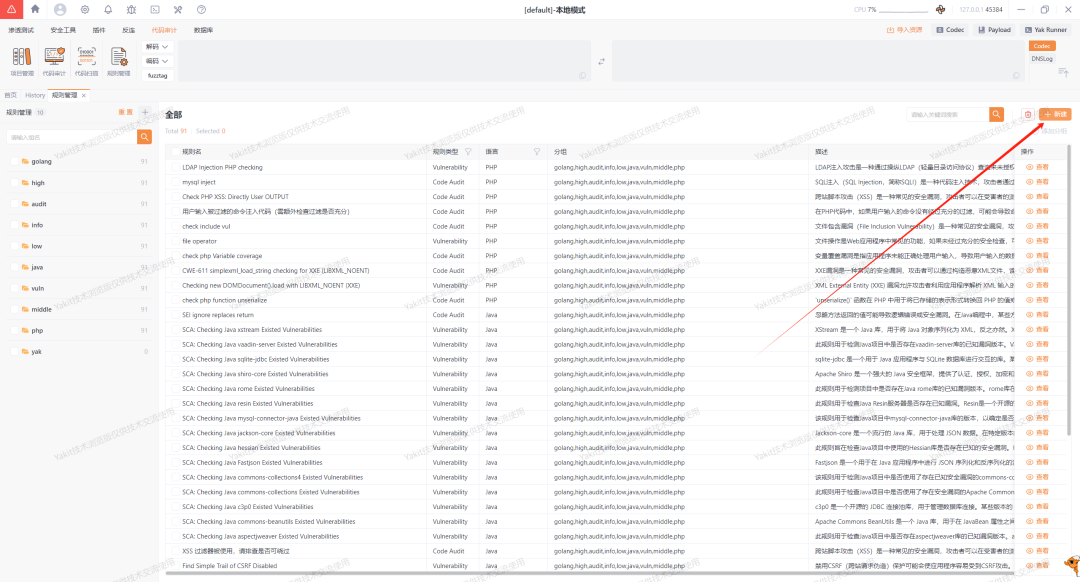 [default]-本地模式
CPU 7%
127.0.0.1:45384
渗透测试 安全工具 插件 反连 代码审计 数据库
导入资源 Codec Payload Yak Runner
项目管理 代码审计 代码扫描 规则管理
解码
编码
fuzztag
Codec
DNSLog
首页 History 规则管理
规则管理 10 重置
请输入组名
golang 91
high 91
audit 91
info 91
low 91
java 91
vuln 91
middle 91
php 91
yak 0
全部
请输入关键词搜索
新建
Total 91 Selected 0
添加分组
规则名 规则类型 语言 分组 描述 操作
LDAP Injection PHP checking Vulnerability PHP golang,high,audit,info,low,java,vuln,middle,php LDAP注入攻击是一种通过操纵LDAP（轻量目录访问协议）查 查看
mysql inject Code Audit PHP golang,high,audit,info,low,java,vuln,middle,php SQL注入（SQL Injection，简称SQLI）是一种代码注入技术，攻击者通过 查看
Check PHP XSS: Directly User OUTPUT Code Audit PHP golang,high,audit,info,low,java,vuln,middle,php 跨站脚本攻击（XSS）是一种常见的安全漏洞，攻击者可以在受害者的 查看
用户输入被过滤的命令注入代码（需额外检查过滤是否充分） Code Audit PHP golang,high,audit,info,low,java,vuln,middle,php 在PHP代码中，如果用户输入的命令没有经过充分的过滤，可能会导致 查看
check include vul Code Audit PHP golang,high,audit,info,low,java,vuln,middle,php 文件包含漏洞（File Inclusion Vulnerability）是一种常见的安全漏洞，攻 查看
file operator Vulnerability PHP golang,high,audit,info,low,java,vuln,middle,php 文件操作是Web应用程序中常见的功能，如果未经过充分的安全检查，可 查看
check php Variable coverage Vulnerability PHP golang,high,audit,info,low,java,vuln,middle,php 变量覆盖漏洞是指应用程序未能正确处理用户输入，导致用户输入的数据 查看
CWE-611 simplexml_load_string checking for XXE (LIBXML_NOENT) Code Audit PHP golang,high,audit,info,low,java,vuln,middle,php XXE漏洞是一种常见的安全漏洞，攻击者可以通过构造恶意XML文件， 查看
Checking new DOMDocument().load with LIBXML_NOENT (XXE) Vulnerability PHP golang,high,audit,info,low,java,vuln,middle,php XML External Entity (XXE) 漏洞允许攻击者利用应用程序解析 XML 输入的 查看
check php function unserialize Code Audit PHP golang,high,audit,info,low,java,vuln,middle,php 'unserialize()' 函数在 PHP 中用于将已存储的表示形式转换回 PHP 的值 查看
SEI ignore replaces return Code Audit Java golang,high,audit,info,low,java,vuln,middle,php 忽略方法返回的值可能导致逻辑错误或安全漏洞。在Java编程中，某些方 查看
SCA: Checking Java xstream Existed Vulnerabilities Vulnerability Java golang,high,audit,info,low,java,vuln,middle,php XStream 是一个 Java 库，用于将 Java 对象序列化为 XML，反之亦然。 查看
SCA: Checking Java vaadin-server Existed Vulnerabilities Vulnerability Java golang,high,audit,info,low,java,vuln,middle,php 此规则用于检测Java项目中是否存在vaadin-server库的已知漏洞版本。 查看
SCA: Checking Java sqlite-jdbc Existed Vulnerabilities Vulnerability Java golang,high,audit,info,low,java,vuln,middle,php sqlite-jdbc 是一个用于 Java 应用程序与 SQLite 数据库进行交互的库。 查看
SCA: Checking Java shiro-core Existed Vulnerabilities Vulnerability Java golang,high,audit,info,low,java,vuln,middle,php Apache Shiro 是一个强大的 Java 安全框架，提供了认证、授权、加密和 查看
SCA: Checking Java rome Existed Vulnerabilities Vulnerability Java golang,high,audit,info,low,java,vuln,middle,php 此规则用于检测项目中是否存在Java rome库的已知漏洞版本。rome库在 查看
SCA: Checking Java resin Existed Vulnerabilities Vulnerability Java golang,high,audit,info,low,java,vuln,middle,php 此规则用于检测Java Resin服务器是否存在已知漏洞。Resin是一个开源的 查看
SCA: Checking Java mysql-connector-java Existed Vulnerabilities Vulnerability Java golang,high,audit,info,low,java,vuln,middle,php 该规则用于检测Java项目中mysql-connector-java库的版本，以确定是否 查看
SCA: Checking Java jackson-core Existed Vulnerabilities Vulnerability Java golang,high,audit,info,low,java,vuln,middle,php Jackson-core 是一个流行的 Java 库，用于处理 JSON 数据。在特定版本 查看
SCA: Checking Java hessian Existed Vulnerabilities Vulnerability Java golang,high,audit,info,low,java,vuln,middle,php 此规则旨在检测Java项目中使用的Hessian库是否存在已知的安全漏洞。 查看
SCA: Checking Java Fastjson Existed Vulnerabilities Vulnerability Java golang,high,audit,info,low,java,vuln,middle,php Fastjson 是一个用于在 Java 应用程序中进行 JSON 序列化和反序列化的 查看
SCA: Checking Java commons-collections4 Existed Vulnerabilities Vulnerability Java golang,high,audit,info,low,java,vuln,middle,php 此规则用于检测Java项目中是否使用了存在已知安全漏洞的commons-co 查看
SCA: Checking Java commons-collections Existed Vulnerabilities Vulnerability Java golang,high,audit,info,low,java,vuln,middle,php 此规则用于检测Java项目中是否使用了存在安全漏洞的Apache Common 查看
SCA: Checking Java c3p0 Existed Vulnerabilities Vulnerability Java golang,high,audit,info,low,java,vuln,middle,php c3p0 是一个开源的 JDBC 连接池库，用于管理数据库连接。某些版本的 查看
SCA: Checking Java commons-beanutils Existed Vulnerabilities Vulnerability Java golang,high,audit,info,low,java,vuln,middle,php Apache Commons BeanUtils 是一个 Java 库，用于在 JavaBean 属性之间 查看
SCA: Checking Java aspectjweaver Existed Vulnerabilities Vulnerability Java golang,high,audit,info,low,java,vuln,middle,php 此规则用于检测Java项目中是否存在aspectjweaver库的已知漏洞版本 查看
XSS 过滤器被使用，请排查是否可绕过 Code Audit Java golang,high,audit,info,low,java,vuln,middle,php 跨站脚本攻击（XSS）是一种常见的安全漏洞，攻击者可以在受害者的 查看
Find Simple Trail of CSRF Disabled Vulnerability Java golang,high,audit,info,low,java,vuln,middle,php 禁用CSRF（跨站请求伪造）保护可能会使应用程序容易受到CSRF攻击。 查看
Yakit技术浏览版仅供技术交流使用